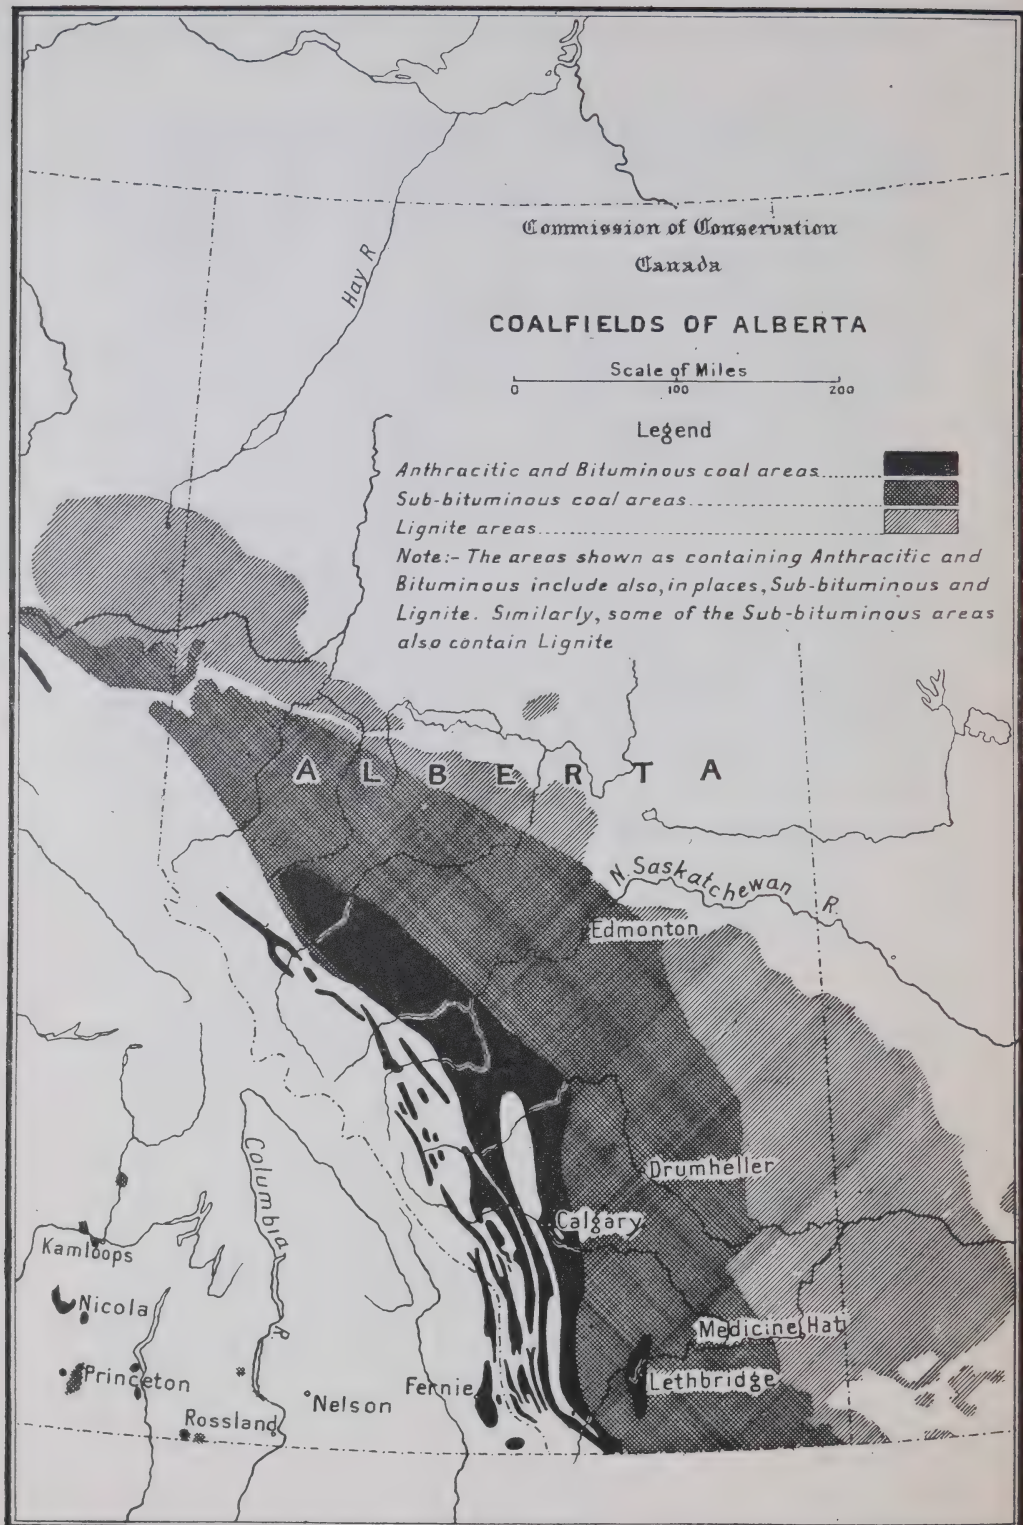 Commission of Conservation
Canada
COALFIELDS OF ALBERTA
Scale of Miles
0 100 200
Legend
Anthracitic and Bituminous coal areas
Sub-bituminous coal areas
Lignite areas
Note:- The areas shown as containing Anthracitic and
Bituminous include also, in places, Sub-bituminous and
Lignite. Similarly, some of the Sub-bituminous areas
also contain Lignite
Hay R
ALBERTA
N. Saskatchewan R.
Edmonton
Drumheller
Calgary
Columbia R.
Kamloops
Nicola
Medicine Hat
Princeton
Fernie
Lethbridge
Nelson
Rossland